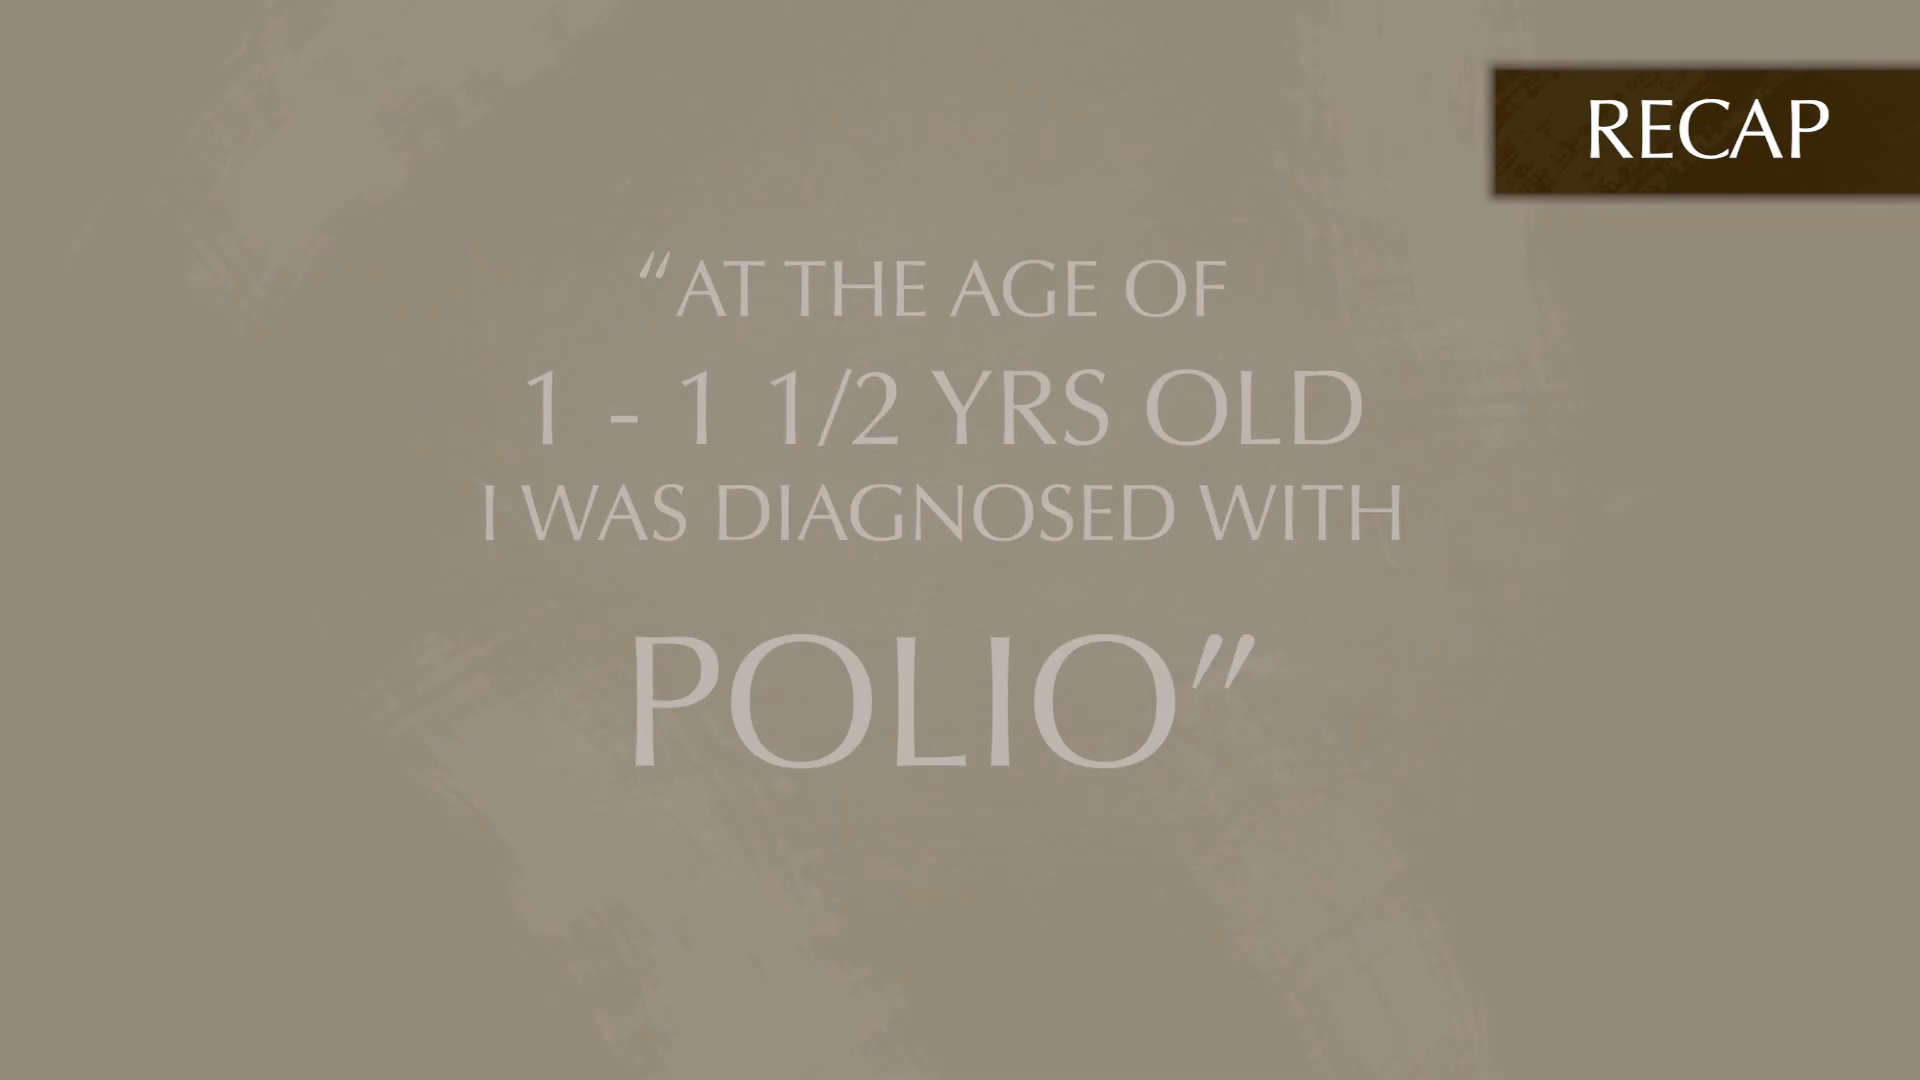 RECAP
“AT THE AGE OF
1 - 1 1/2 YRS OLD
I WAS DIAGNOSED WITH
POLIO”